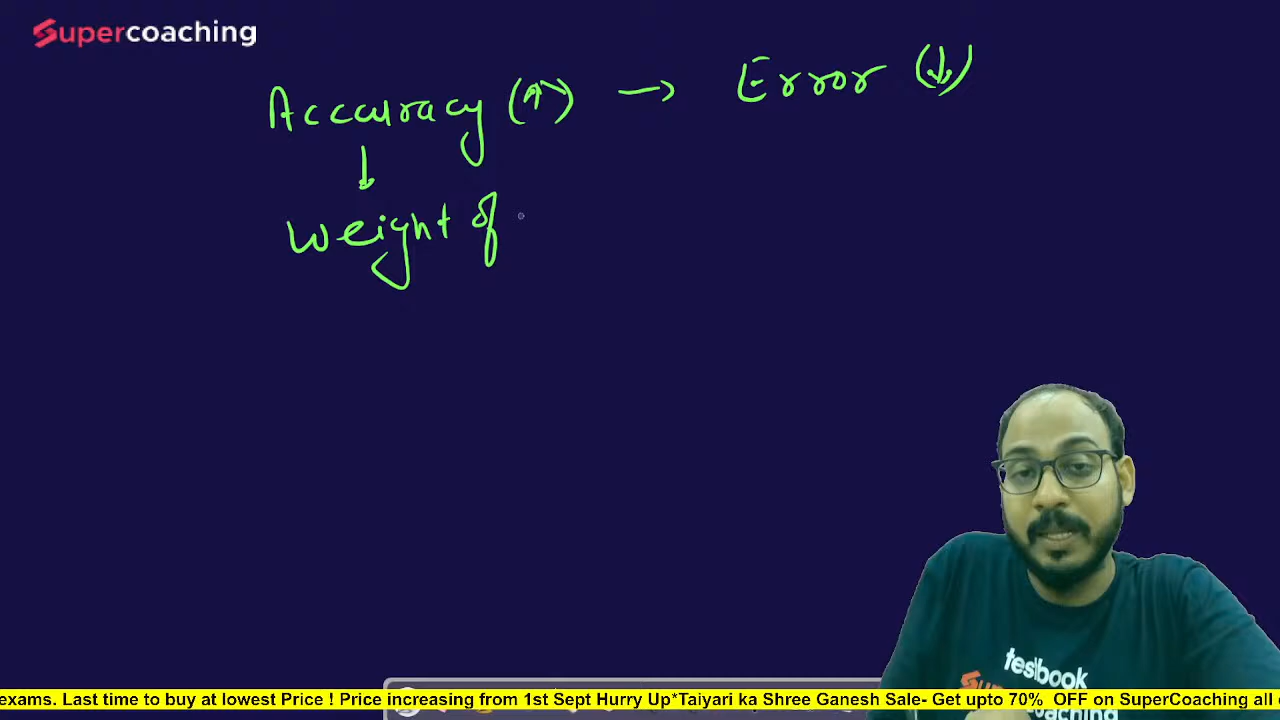 Supercoaching
Accuracy (↑) → Error (↓)
↓
Weight of
testbook
coaching
exams. Last time to buy at lowest Price ! Price increasing from 1st Sept Hurry Up*Taiyari ka Shree Ganesh Sale- Get upto 70% OFF on SuperCoaching all